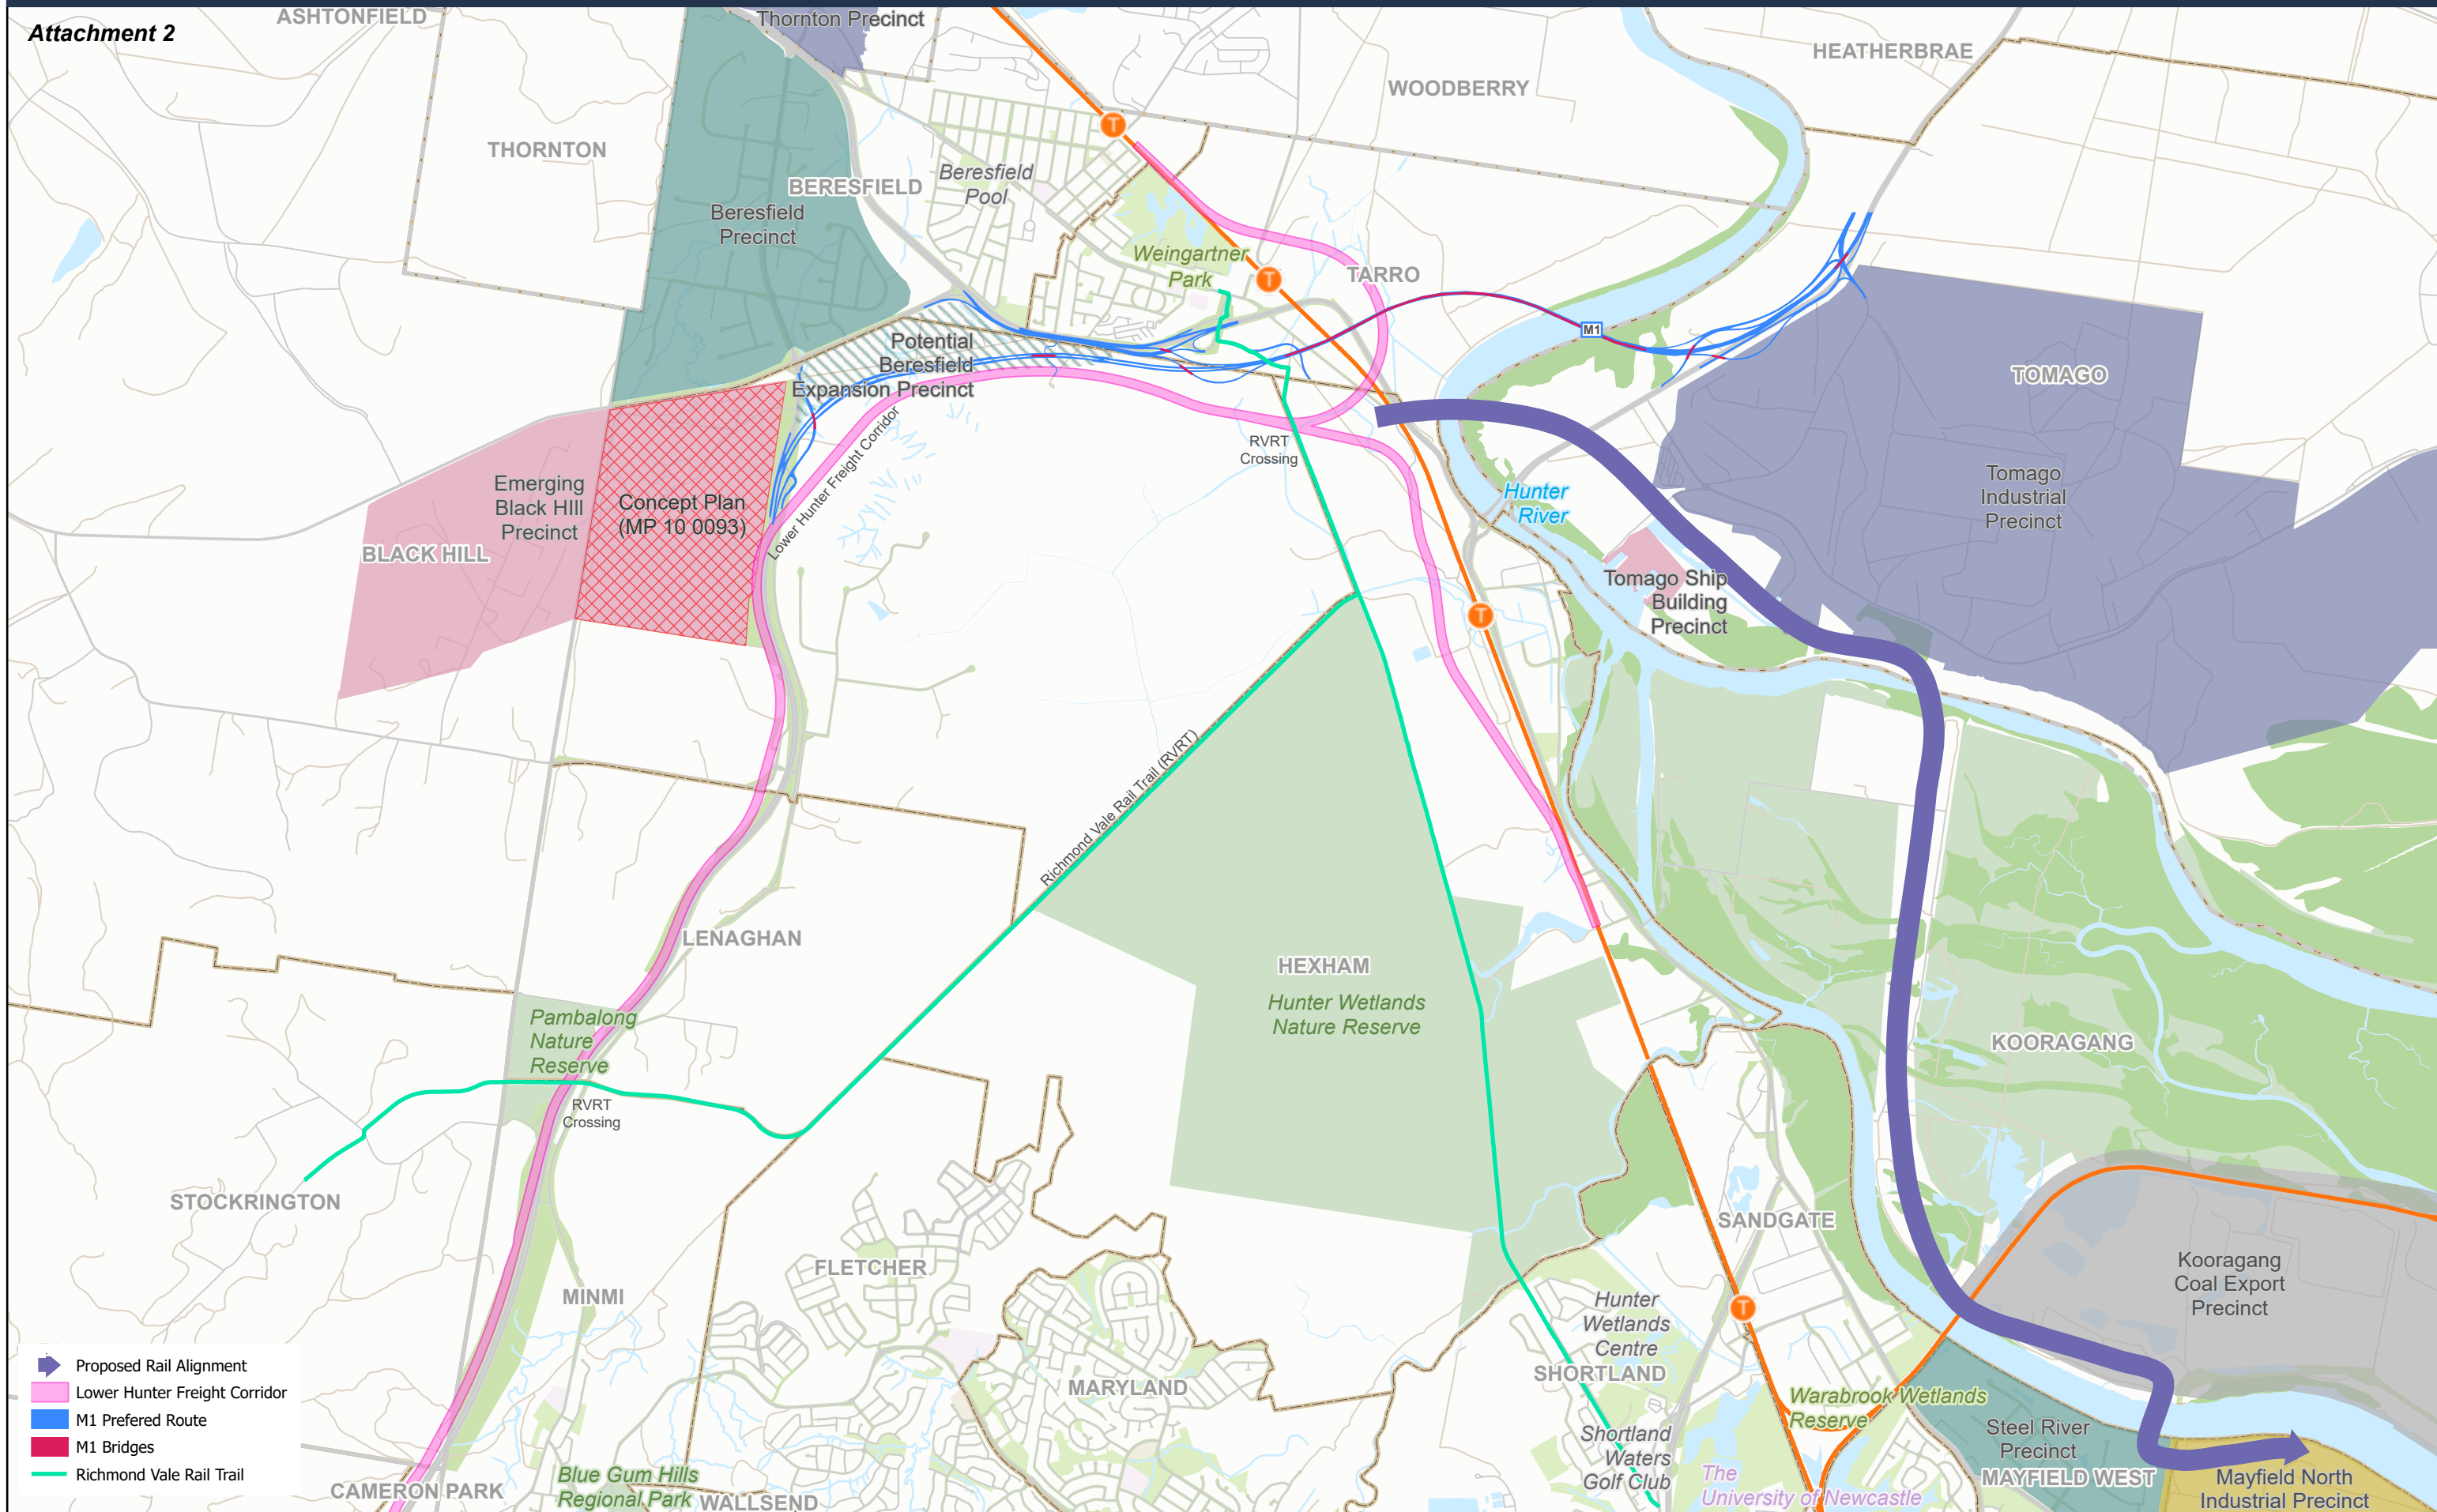 Attachment 2
ASHTONFIELD
Thornton Precinct
HEATHERBRAE
WOODBERRY
THORNTON
BERESFIELD
Beresfield
Pool
Beresfield
Precinct
Weingartner
Park
TARRO
M1
TOMAGO
Potential
Beresfield
Expansion Precinct
Lower Hunter Freight Corridor
RVRT
Crossing
Emerging
Black HIll
Precinct
Concept Plan
(MP 10 0093)
BLACK HILL
Hunter
River
Tomago
Industrial
Precinct
Tomago Ship
Building
Precinct
T
T
T
T
Richmond Vale Rail Trail (RVRT)
LENAGHAN
HEXHAM
Hunter Wetlands
Nature Reserve
Pambalong
Nature
Reserve
RVRT
Crossing
KOORAGANG
STOCKRINGTON
SANDGATE
FLETCHER
MINMI
Kooragang
Coal Export
Precinct
Hunter
Wetlands
Centre
SHORTLAND
MARYLAND
Warabrook Wetlands
Reserve
Steel River
Precinct
Shortland
Waters
Golf Club
The
University of Newcastle
MAYFIELD WEST
Mayfield North
Industrial Precinct
CAMERON PARK
Blue Gum Hills
Regional Park
WALLSEND
Proposed Rail Alignment
Lower Hunter Freight Corridor
M1 Prefered Route
M1 Bridges
Richmond Vale Rail Trail